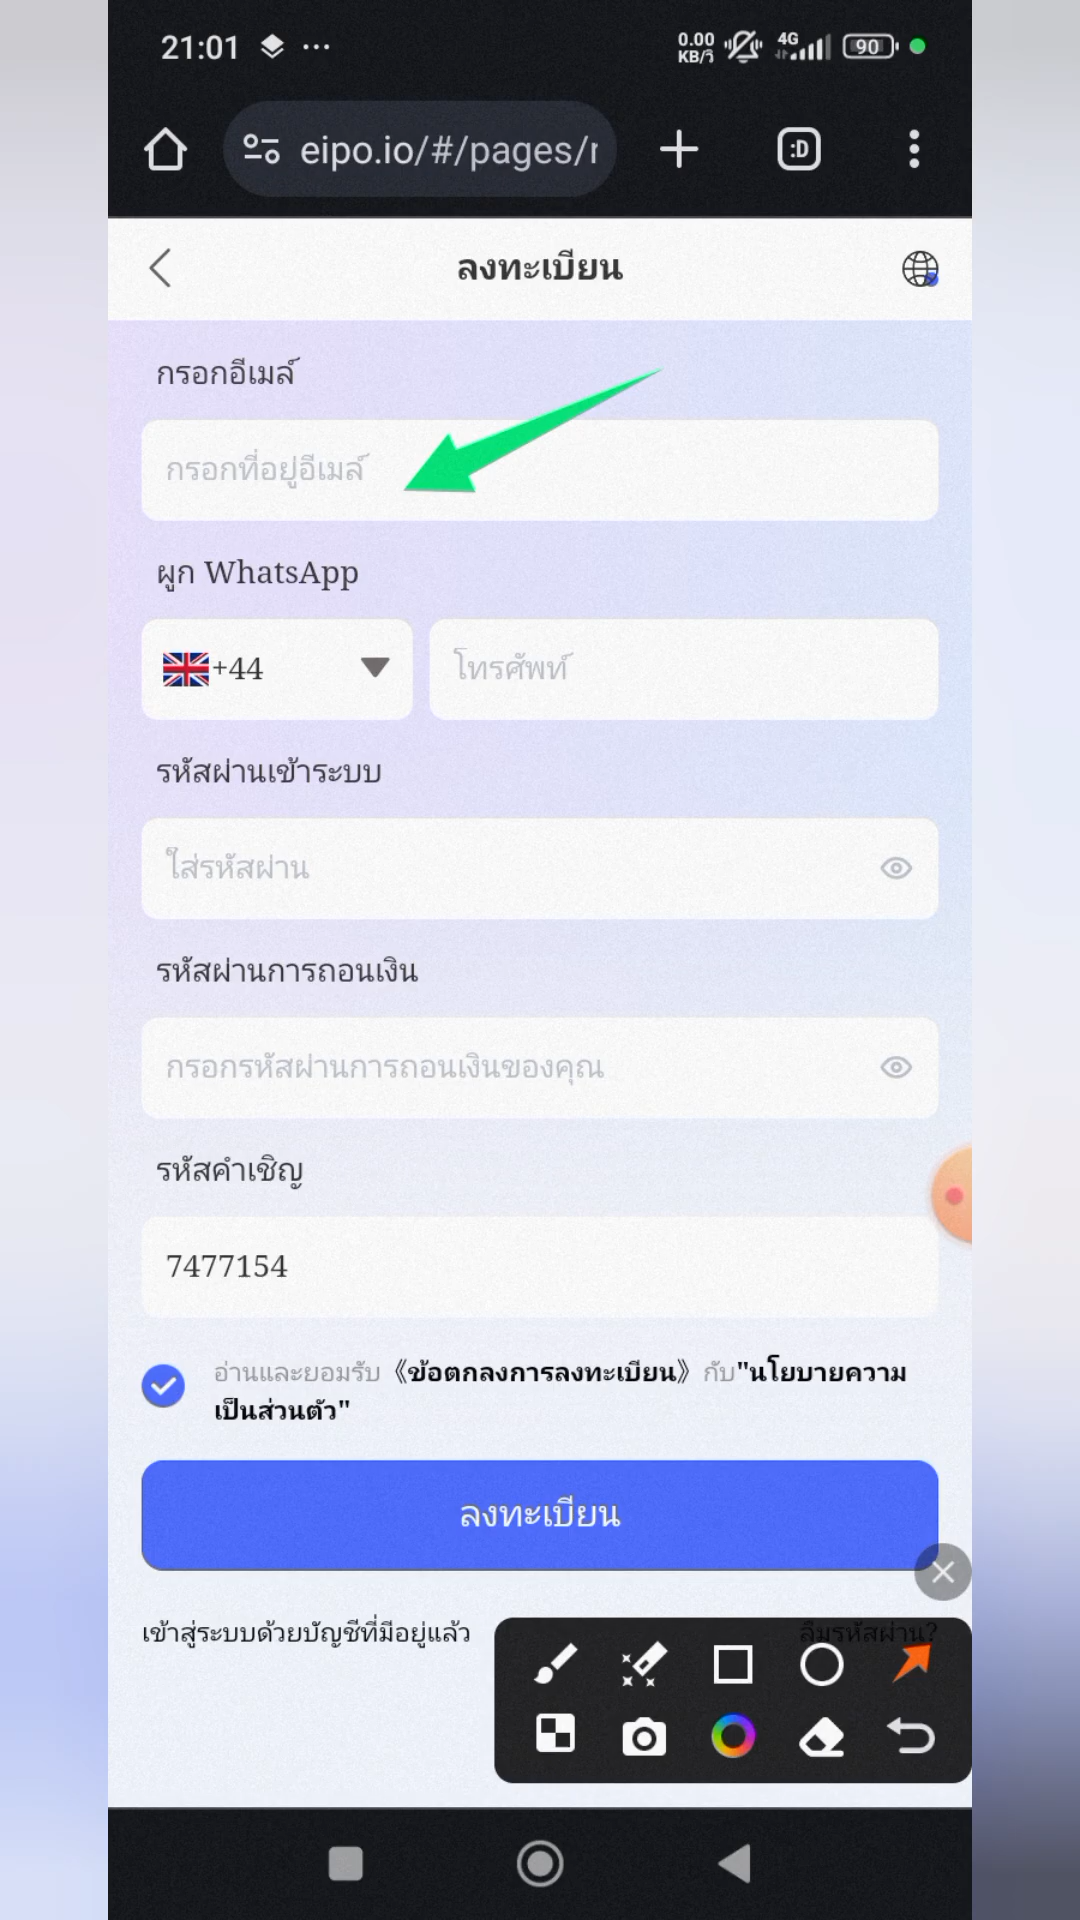 21:01 ...
0.00 KB/วิ 4G 90
eipo.io/#/pages/r :D
ลงทะเบียน
กรอกอีเมล์
กรอกที่อยู่อีเมล์
ผูก WhatsApp
+44 โทรศัพท์
รหัสผ่านเข้าระบบ
ใส่รหัสผ่าน
รหัสผ่านการถอนเงิน
กรอกรหัสผ่านการถอนเงินของคุณ
รหัสคำเชิญ
7477154
อ่านและยอมรับ《ข้อตกลงการลงทะเบียน》กับ"นโยบายความ
เป็นส่วนตัว"
ลงทะเบียน
เข้าสู่ระบบด้วยบัญชีที่มีอยู่แล้ว ลืมรหัสผ่าน?